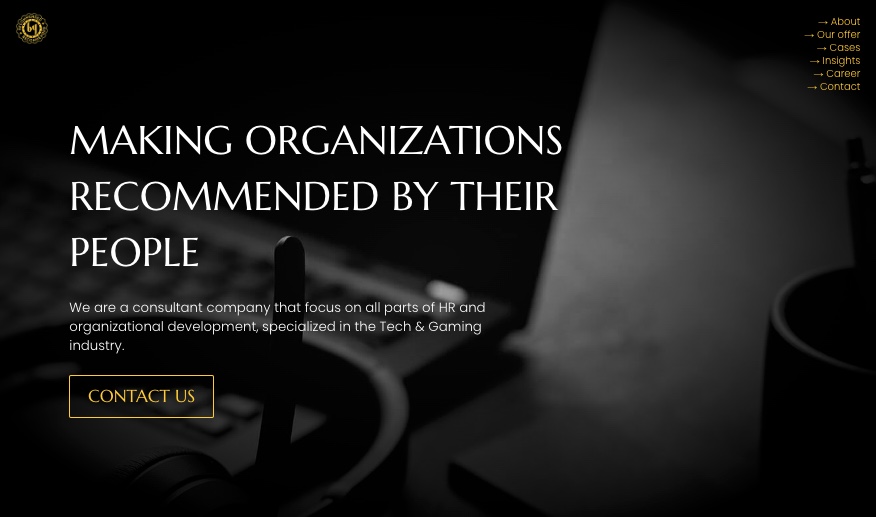 → About
→ Our offer
→ Cases
→ Insights
→ Career
→ Contact
MAKING ORGANIZATIONS
RECOMMENDED BY THEIR
PEOPLE
We are a consultant company that focus on all parts of HR and
organizational development, specialized in the Tech & Gaming
industry.
CONTACT US